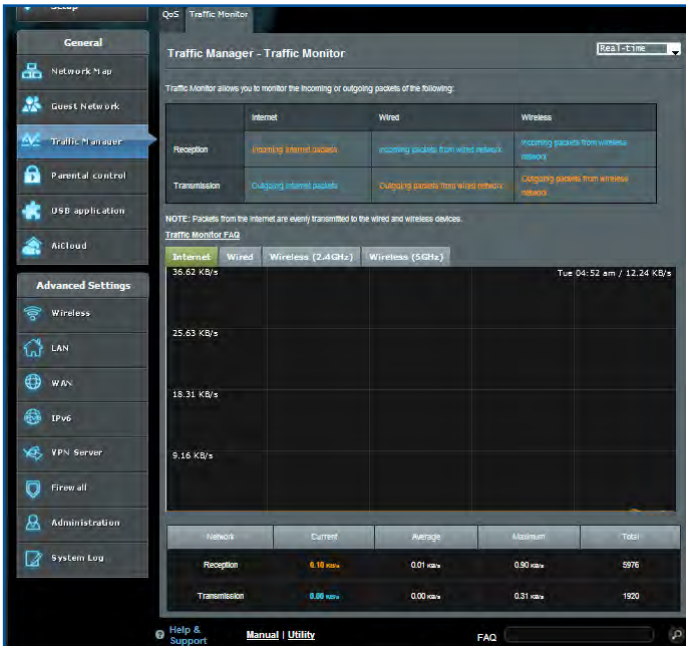 Setup
QoS Traffic Monitor
General
Network Map
Guest Network
Traffic Manager
Parental control
USB application
AiCloud
Advanced Settings
Wireless
LAN
WAN
IPv6
VPN Server
Firewall
Administration
System Log
Traffic Manager - Traffic Monitor
Real-time
Traffic Monitor allows you to monitor the incoming or outgoing packets of the following:
Internet Wired Wireless
Reception Incoming internet packets Incoming packets from wired network Incoming packets from wireless network
Transmission Outgoing internet packets Outgoing packets from wired network Outgoing packets from wireless network
NOTE: Packets from the Internet are evenly transmitted to the wired and wireless devices.
Traffic Monitor FAQ
Internet Wired Wireless (2.4GHz) Wireless (5GHz)
36.62 KB/s Tue 04:52 am / 12.24 KB/s
25.63 KB/s
18.31 KB/s
9.16 KB/s
Network Current Average Maximum Total
Reception 0.10 KB/s 0.01 KB/s 0.90 KB/s 5976
Transmission 0.00 KB/s 0.00 KB/s 0.31 KB/s 1920
Help & Support Manual | Utility FAQ